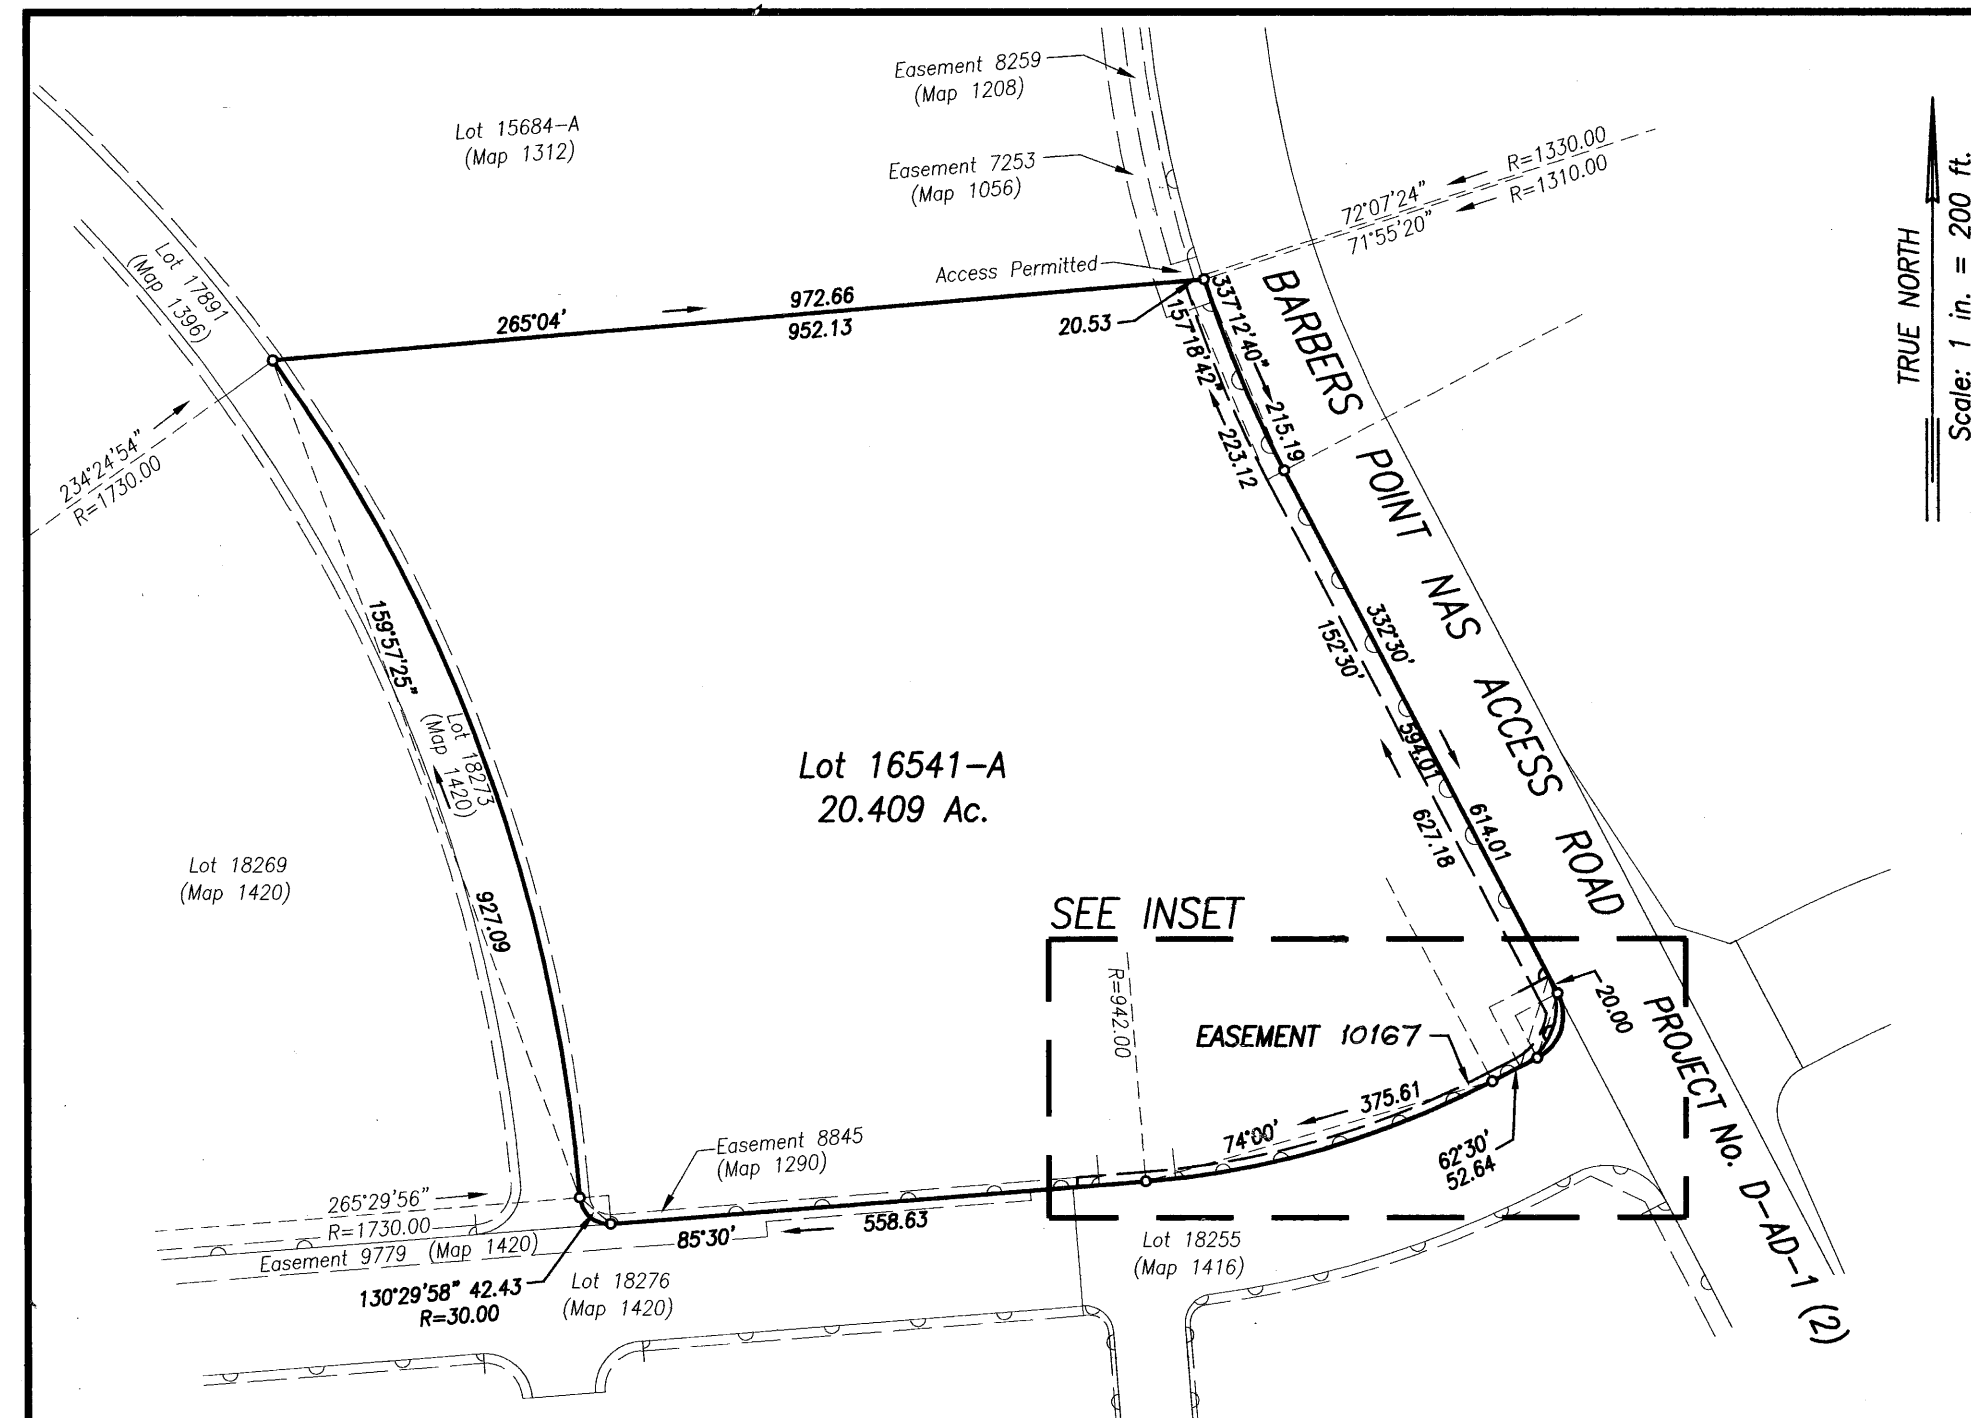 Easement 8259
(Map 1208)
Lot 15684-A
(Map 1312)
Easement 7253
(Map 1056)
R=1330.00
R=1310.00
72°07'24"
71°55'20"
TRUE NORTH
Scale: 1 in. = 200 ft.
Lot 17891
(Map 1396)
Access Permitted
972.66
952.13
265°04'
20.53
337°12'40"
215.19
157°18'42"
223.12
BARBERS POINT NAS ACCESS ROAD
PROJECT No. D-AD-1 (2)
234°24'54"
R=1730.00
159°57'25"
927.09
Lot 18273
(Map 1420)
332°30'
152°30'
594.01
614.01
627.18
Lot 16541-A
20.409 Ac.
Lot 18269
(Map 1420)
SEE INSET
R=942.00
20.00
EASEMENT 10167
375.61
74°00'
62°30'
52.64
Easement 8845
(Map 1290)
265°29'56"
R=1730.00
Easement 9779 (Map 1420)
85°30'
558.63
130°29'58" 42.43
R=30.00
Lot 18276
(Map 1420)
Lot 18255
(Map 1416)